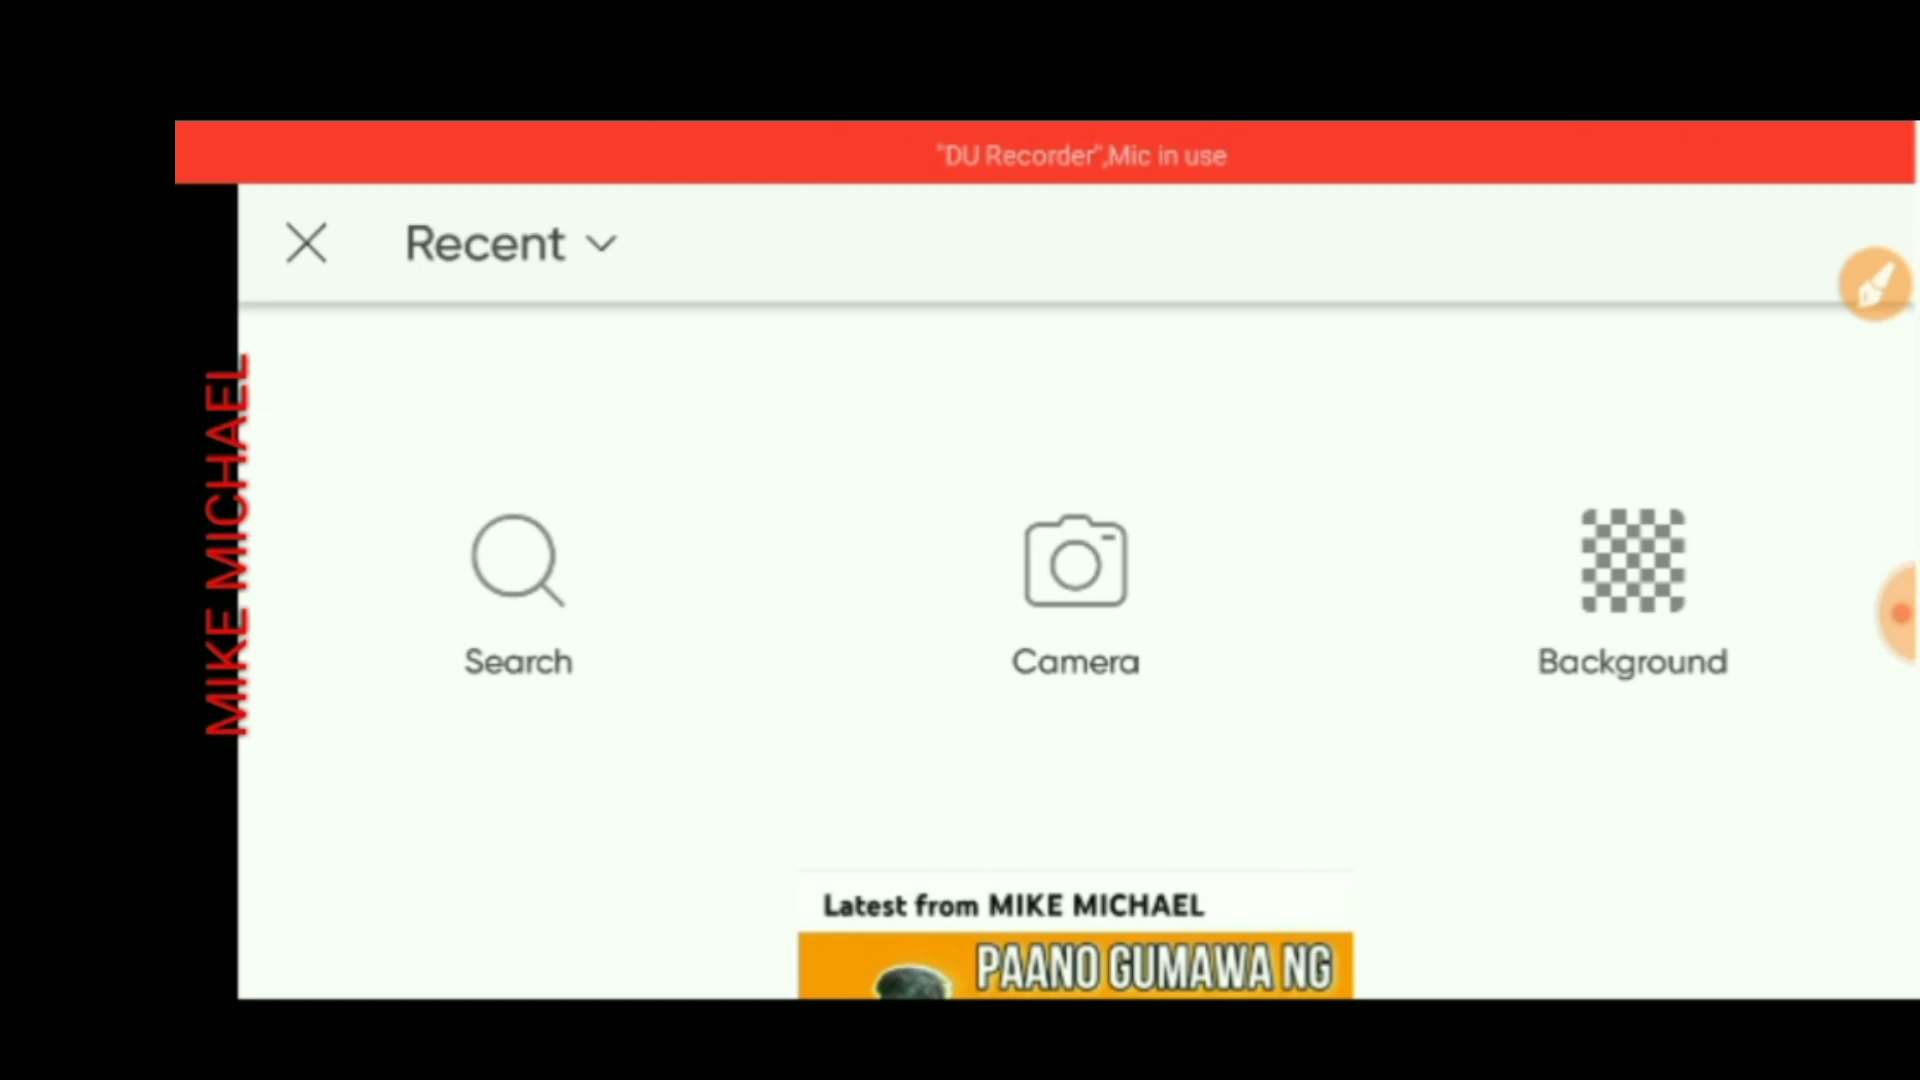 "DU Recorder",Mic in use
Recent
MIKE MICHAEL
Search
Camera
Background
Latest from MIKE MICHAEL
PAANO GUMAWA NG